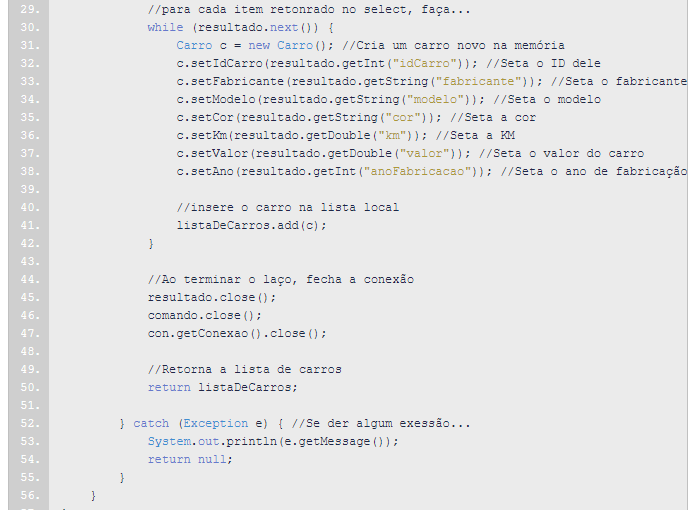 29. //para cada item retonrado no select, faça...
30. while (resultado.next()) {
31. Carro c = new Carro(); //Cria um carro novo na memória
32. c.setIdCarro(resultado.getInt("idCarro")); //Seta o ID dele
33. c.setFabricante(resultado.getString("fabricante")); //Seta o fabricante
34. c.setModelo(resultado.getString("modelo")); //Seta o modelo
35. c.setCor(resultado.getString("cor")); //Seta a cor
36. c.setKm(resultado.getDouble("km")); //Seta a KM
37. c.setValor(resultado.getDouble("valor")); //Seta o valor do carro
38. c.setAno(resultado.getInt("anoFabricacao")); //Seta o ano de fabricação
39.
40. //insere o carro na lista local
41. listaDeCarros.add(c);
42. }
43.
44. //Ao terminar o laço, fecha a conexão
45. resultado.close();
46. comando.close();
47. con.getConexao().close();
48.
49. //Retorna a lista de carros
50. return listaDeCarros;
51.
52. } catch (Exception e) { //Se der algum exessão...
53. System.out.println(e.getMessage());
54. return null;
55. }
56. }